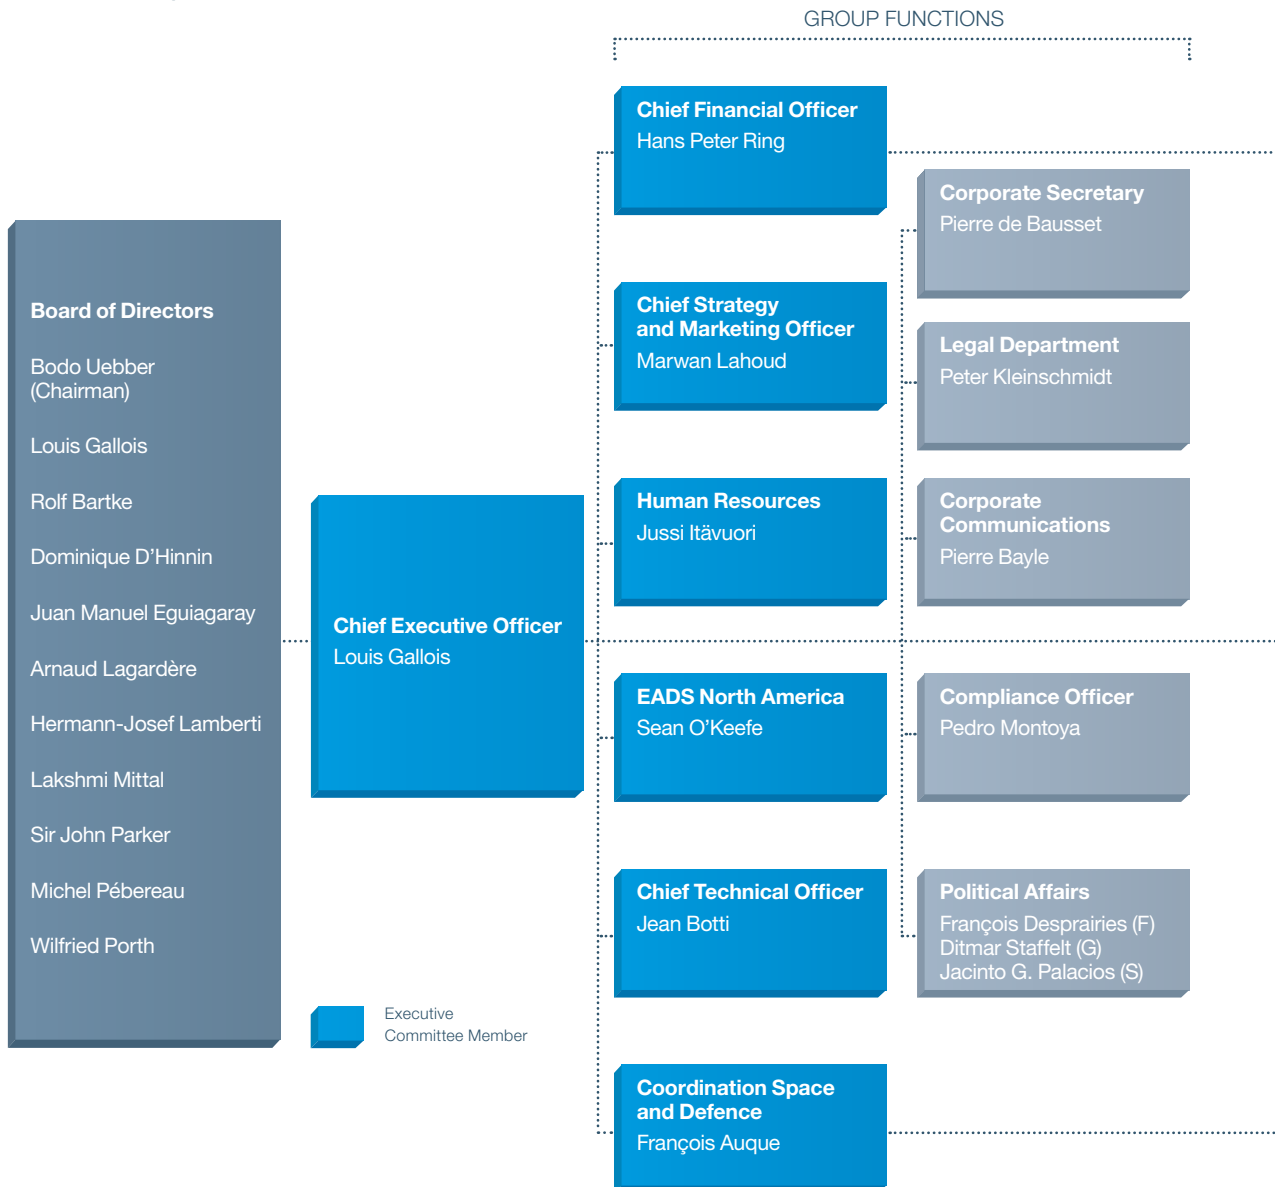 GROUP FUNCTIONS
Board of Directors
Bodo Uebber
(Chairman)
Louis Gallois
Rolf Bartke
Dominique D’Hinnin
Juan Manuel Eguiagaray
Arnaud Lagardère
Hermann-Josef Lamberti
Lakshmi Mittal
Sir John Parker
Michel Pébereau
Wilfried Porth
Chief Executive Officer
Louis Gallois
Executive
Committee Member
Chief Financial Officer
Hans Peter Ring
Chief Strategy
and Marketing Officer
Marwan Lahoud
Human Resources
Jussi Itävuori
EADS North America
Sean O’Keefe
Chief Technical Officer
Jean Botti
Coordination Space
and Defence
François Auque
Corporate Secretary
Pierre de Bausset
Legal Department
Peter Kleinschmidt
Corporate
Communications
Pierre Bayle
Compliance Officer
Pedro Montoya
Political Affairs
François Desprairies (F)
Ditmar Staffelt (G)
Jacinto G. Palacios (S)